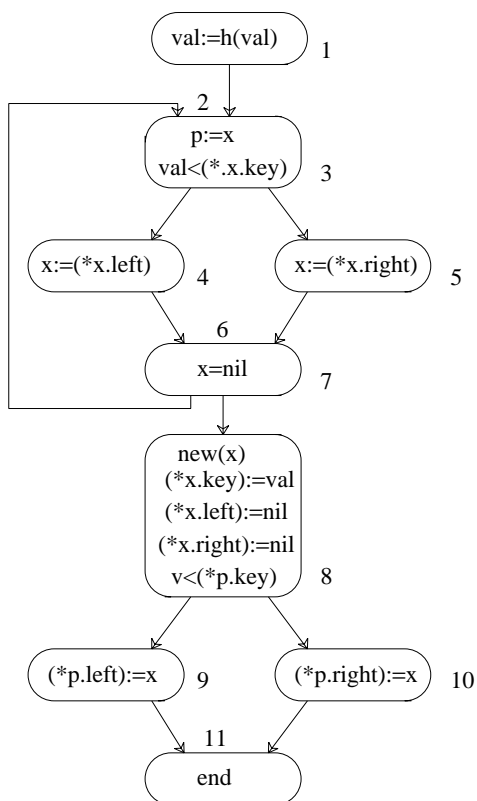 val:=h(val)
1
2
p:=x
val<(*.x.key)
3
x:=(*x.left)
4
x:=(*x.right)
5
6
x=nil
7
new(x)
(*x.key):=val
(*x.left):=nil
(*x.right):=nil
v<(*p.key)
8
(*p.left):=x
9
(*p.right):=x
10
11
end